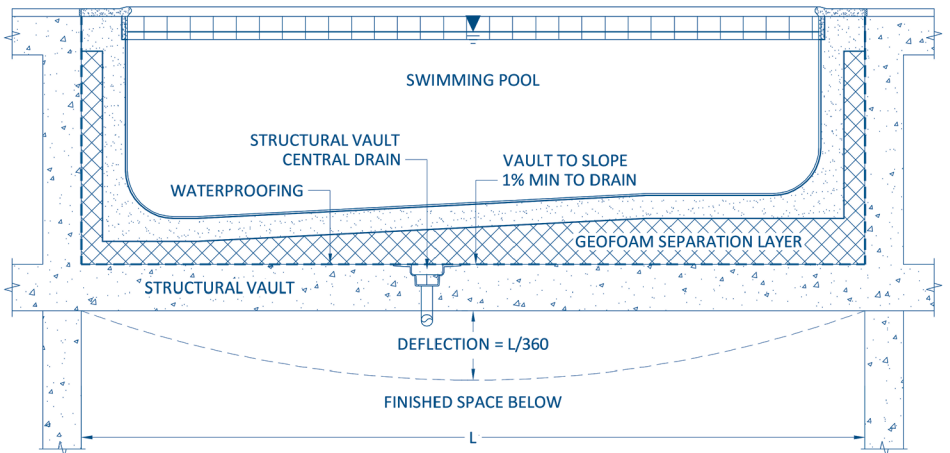 SWIMMING POOL
STRUCTURAL VAULT
CENTRAL DRAIN
VAULT TO SLOPE
1% MIN TO DRAIN
WATERPROOFING
GEOFOAM SEPARATION LAYER
STRUCTURAL VAULT
DEFLECTION = L/360
FINISHED SPACE BELOW
L